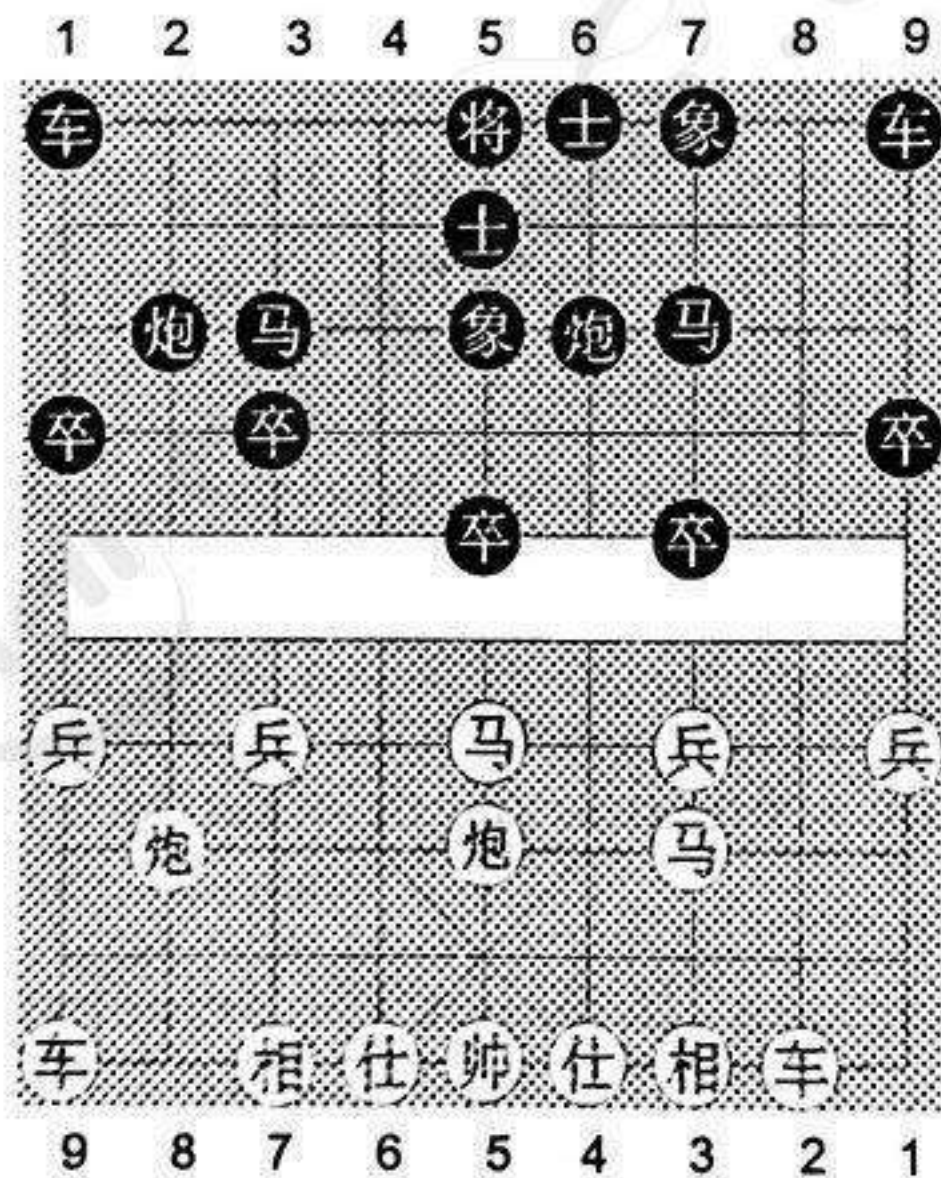 1 2 3 4 5 6 7 8 9
车 将 士 象 车
士
炮 马 象 炮 马
卒 卒 卒
卒 卒
兵 兵 马 兵 兵
炮 炮 马
车 相 仕 帅 仕 相 车
9 8 7 6 5 4 3 2 1